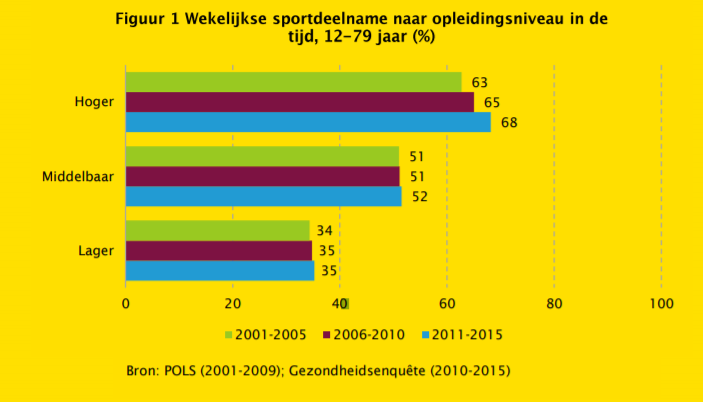 Figuur 1 Wekelijkse sportdeelname naar opleidingsniveau in de
tijd, 12-79 jaar (%)
Hoger
63
65
68
Middelbaar
51
51
52
Lager
34
35
35
0 20 40 60 80 100
2001-2005 2006-2010 2011-2015
Bron: POLS (2001-2009); Gezondheidsenquête (2010-2015)